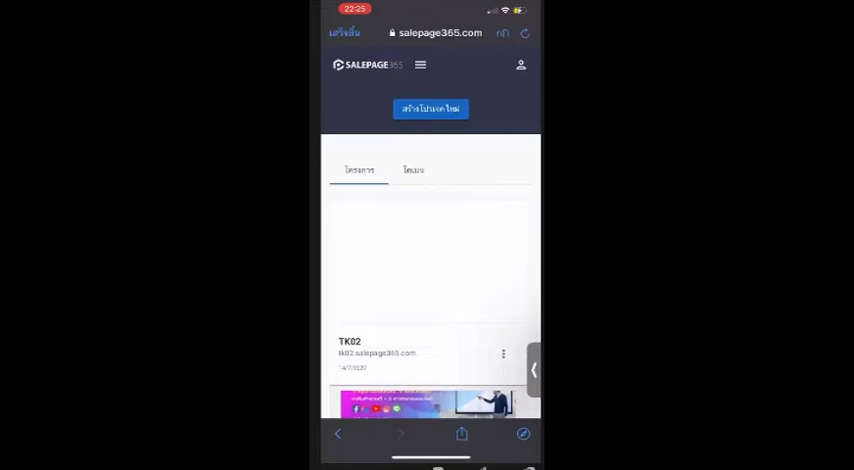 22:25
เสร็จสิ้น
salepage365.com
กก
SALEPAGE365
สร้างโปรเจคใหม่
โครงการ
โดเมน
TK02
tk02.salepage365.com